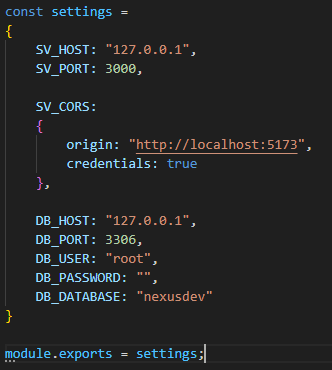 const settings =
{
    SV_HOST: "127.0.0.1",
    SV_PORT: 3000,

    SV_CORS:
    {
        origin: "http://localhost:5173",
        credentials: true
    },

    DB_HOST: "127.0.0.1",
    DB_PORT: 3306,
    DB_USER: "root",
    DB_PASSWORD: "",
    DB_DATABASE: "nexusdev"
}

module.exports = settings;